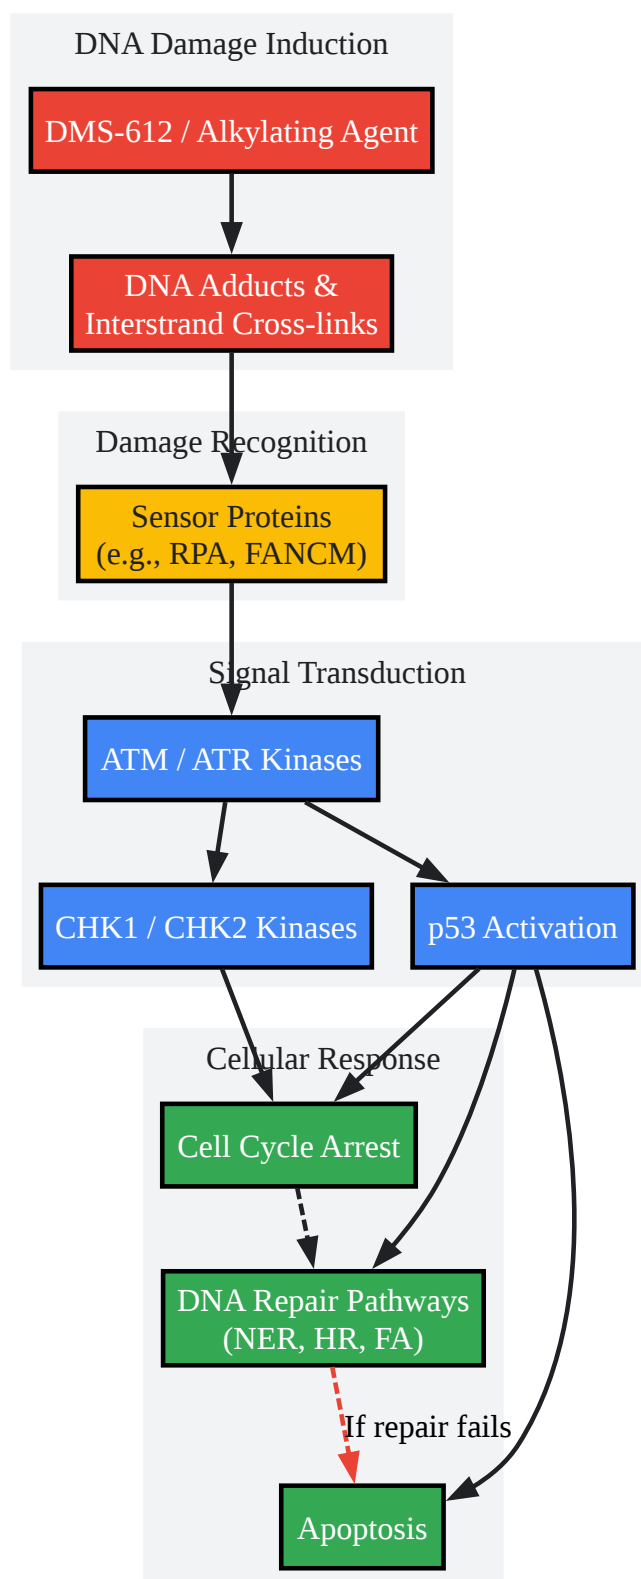 DNA Damage Induction
DMS-612 / Alkylating Agent
DNA Adducts &
Interstrand Cross-links
Damage Recognition
Sensor Proteins
(e.g., RPA, FANCM)
Signal Transduction
ATM / ATR Kinases
CHK1 / CHK2 Kinases
p53 Activation
Cellular Response
Cell Cycle Arrest
DNA Repair Pathways
(NER, HR, FA)
If repair fails
Apoptosis